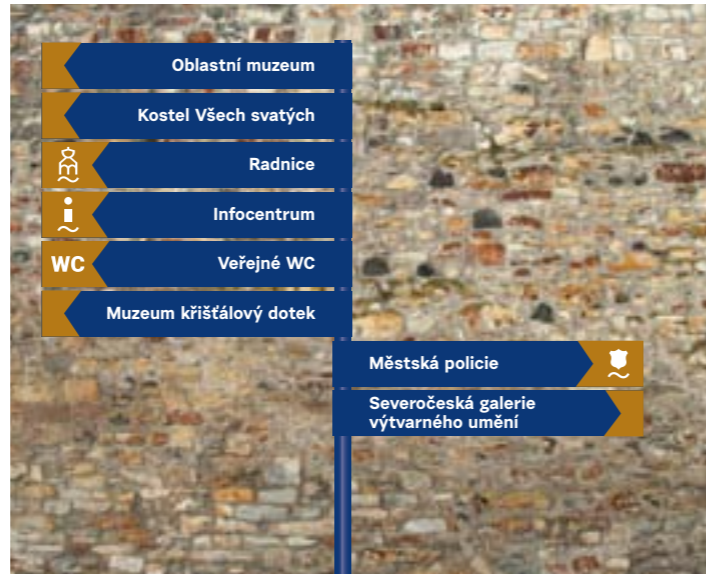 Oblastní muzeum
Kostel Všech svatých
Radnice
Infocentrum
WC Veřejné WC
Muzeum křišťálový dotek
Městská policie
Severočeská galerie
výtvarného umění